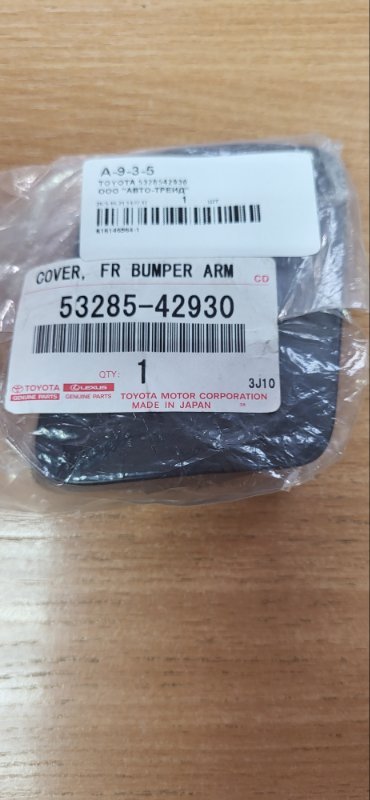 A-9-3-5
TOYOTA 5328542930
ООО "АВТО-ТРЕЙД"
1
COVER, FR BUMPER ARM
CD
53285-42930
QTY: 1
3J10
TOYOTA
GENUINE PARTS
LEXUS
GENUINE PARTS
TOYOTA MOTOR CORPORATION
MADE IN JAPAN